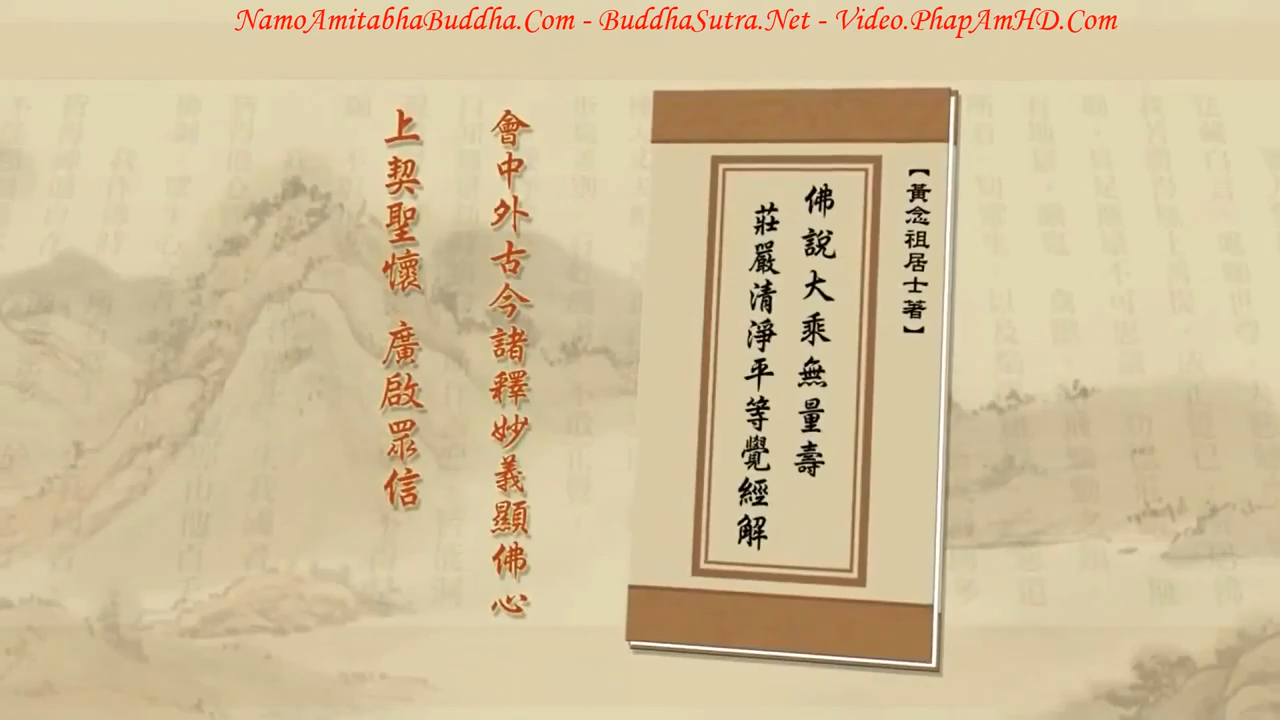 NamoAmitabhaBuddha.Com - BuddhaSutra.Net - Video.PhapAmHD.Com
【黃念祖居士著】
佛說大乘無量壽
莊嚴清淨平等覺經解
會中外古今諸釋妙義顯佛心
上契聖懷 廣啟眾信